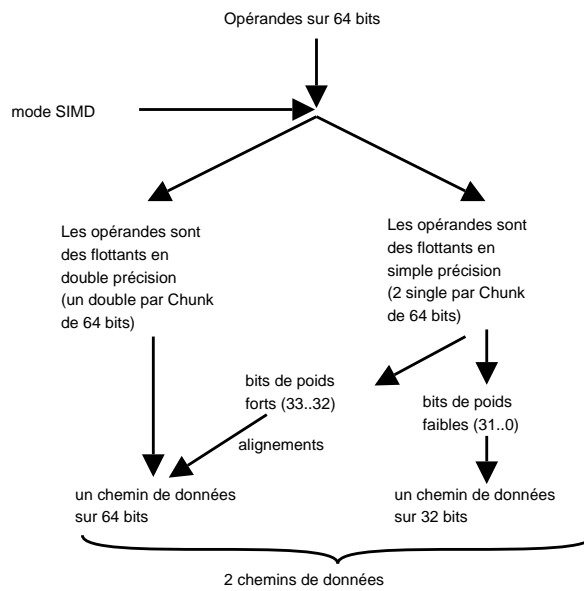 Opérandes sur 64 bits
mode SIMD
Les opérandes sont
des flottants en
double précision
(un double par Chunk
de 64 bits)
Les opérandes sont
des flottants en
simple précision
(2 single par Chunk
de 64 bits)
bits de poids
forts (33..32)
bits de poids
faibles (31..0)
alignements
un chemin de données
sur 64 bits
un chemin de données
sur 32 bits
2 chemins de données